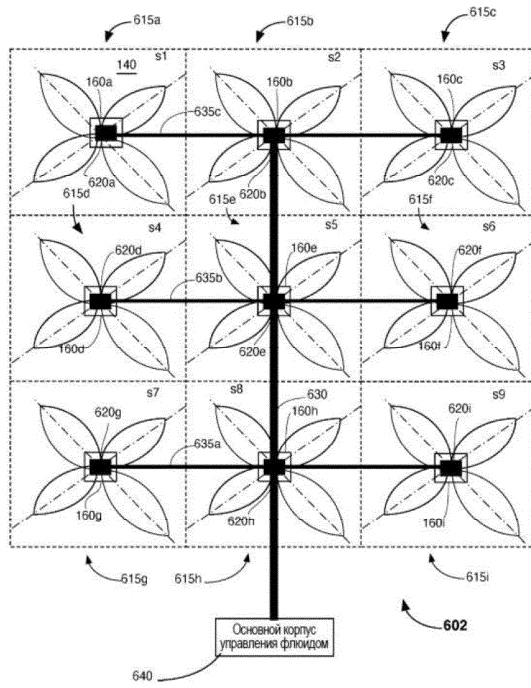 615a 615b 615c
s1 s2 s3
140
160a 160b 160c
635c
620a 620b 620c
615d 615e 615f
s4 s5 s6
620d 160e 620f
635b
160d 620e 160f
s7 s8 630 s9
620g 160h 620i
635a
160g 620h 160i
615g 615h 615i
602
Основной корпус
управления флюидом
640